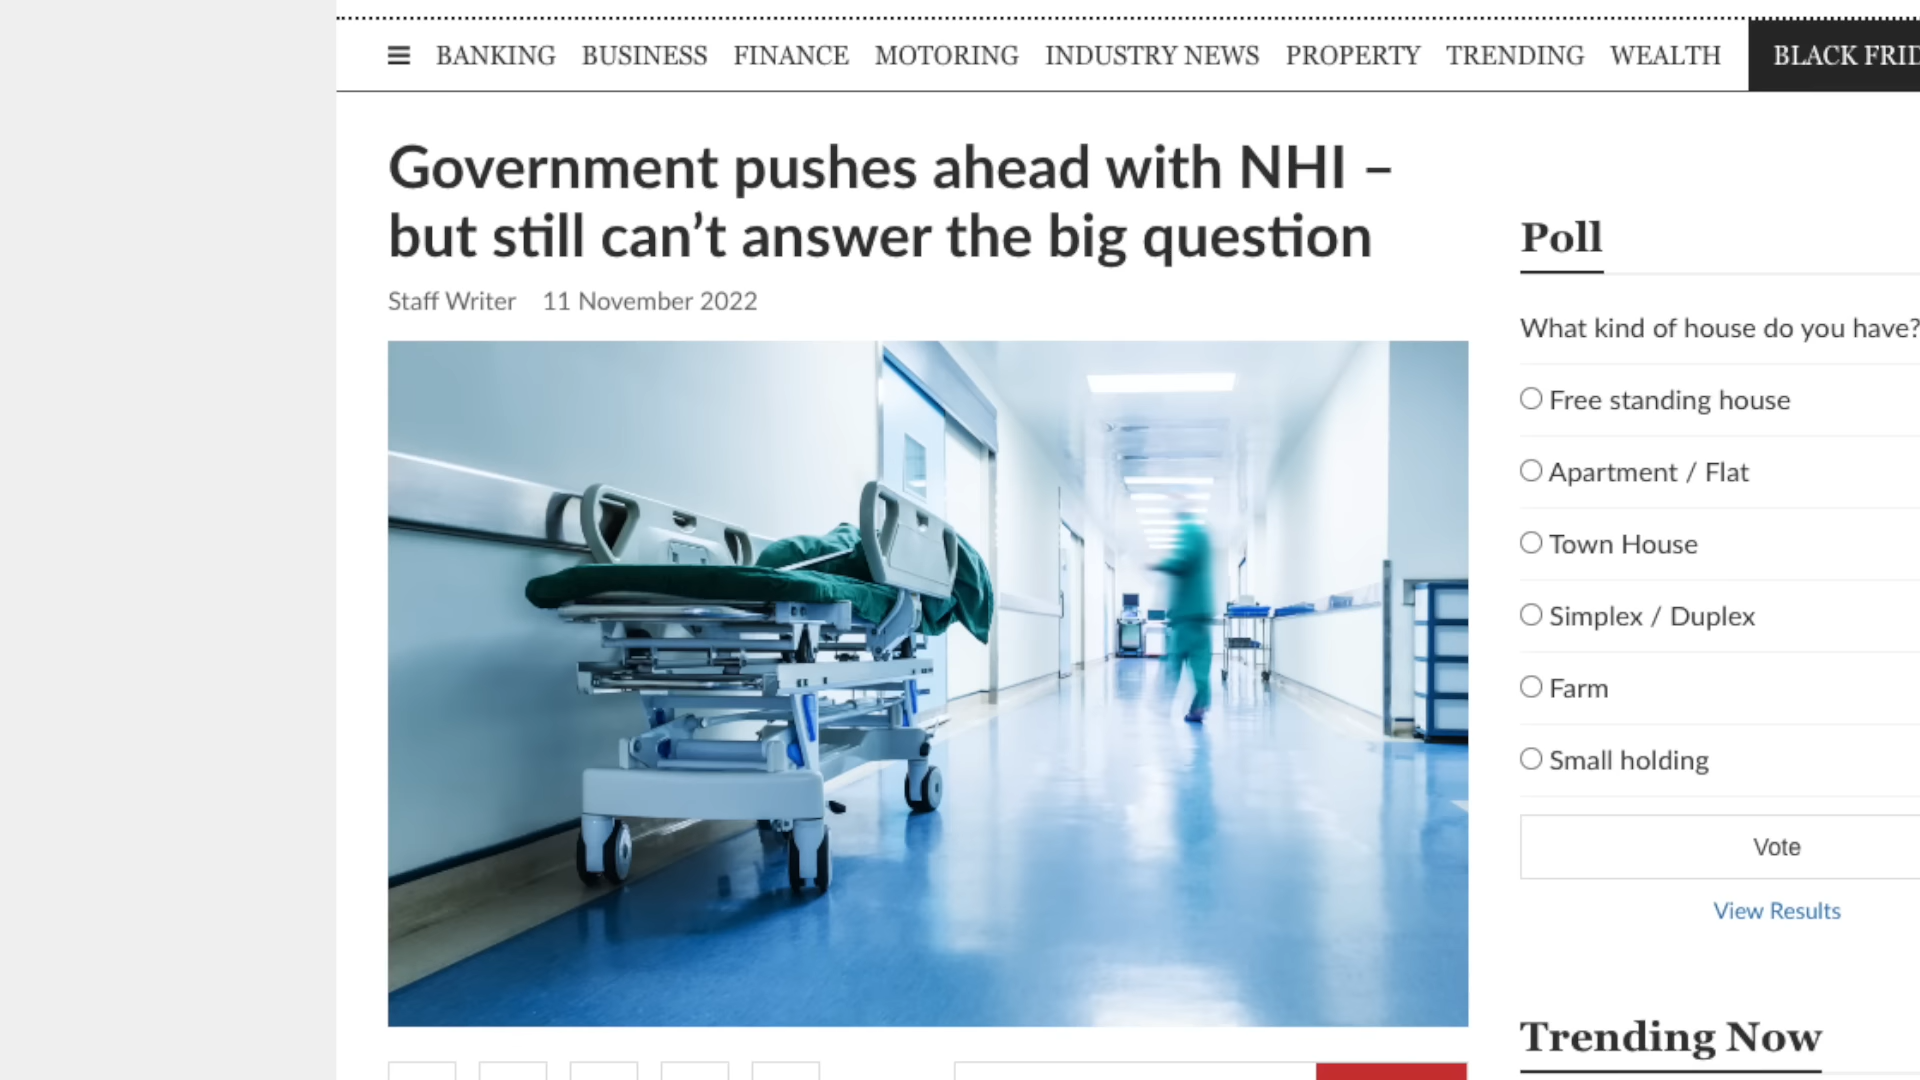 BANKING BUSINESS FINANCE MOTORING INDUSTRY NEWS PROPERTY TRENDING WEALTH BLACK
Government pushes ahead with NHI –
but still can’t answer the big question
Staff Writer 11 November 2022
Poll
What kind of house do you have?
Free standing house
Apartment / Flat
Town House
Simplex / Duplex
Farm
Small holding
Vote
View Results
Trending Now